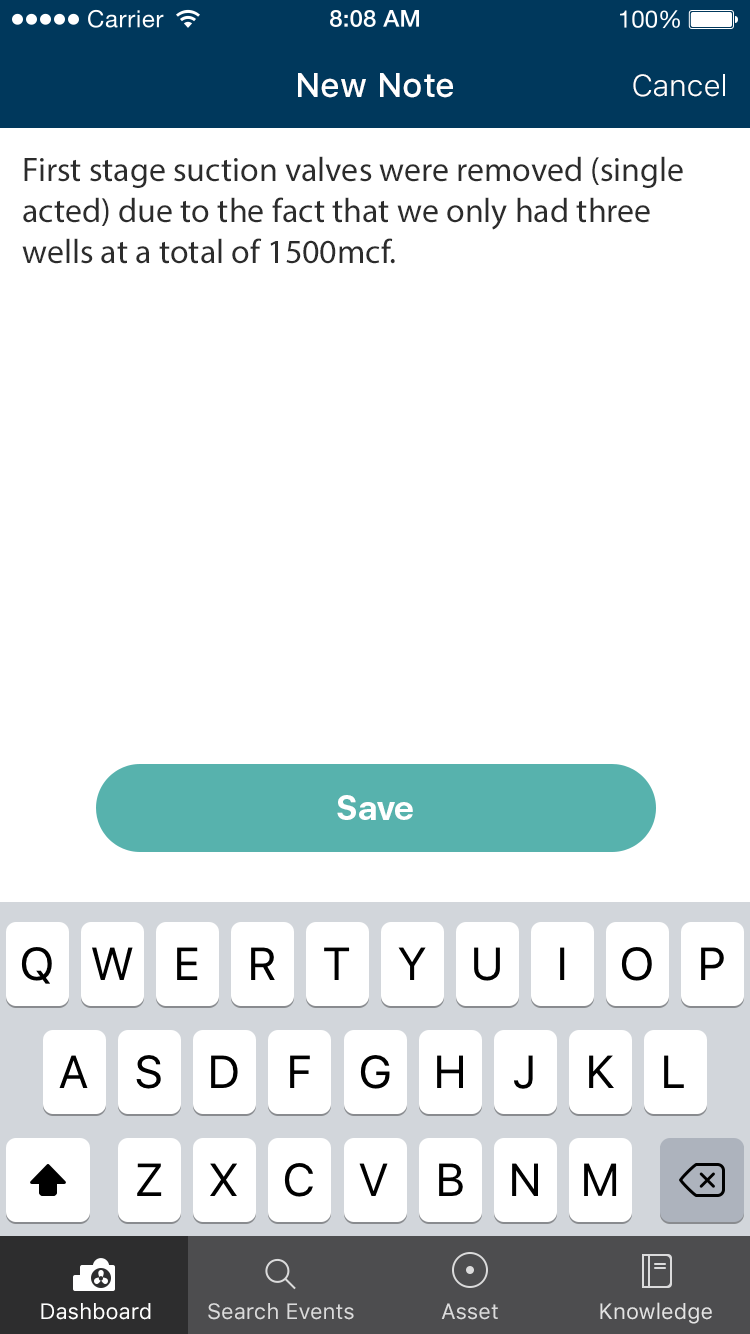 Carrier 8:08 AM 100%
New Note Cancel
First stage suction valves were removed (single
acted) due to the fact that we only had three
wells at a total of 1500mcf.
Save
Q W E R T Y U I O P
A S D F G H J K L
Z X C V B N M
Dashboard Search Events Asset Knowledge